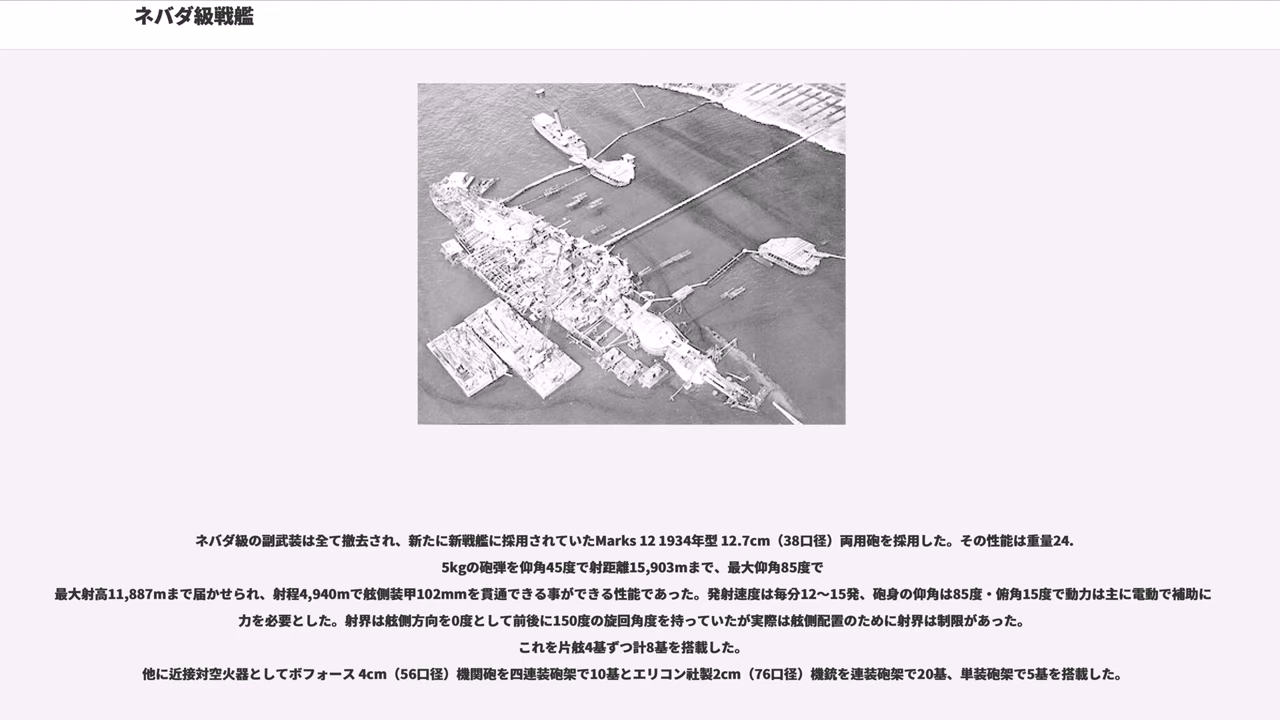 ネバダ級戦艦
ネバダ級の副武装は全て撤去され、新たに新戦艦に採用されていたMarks 12 1934年型 12.7cm（38口径）両用砲を採用した。その性能は重量24.
5kgの砲弾を仰角45度で射距離15,903mまで、最大仰角85度で
最大射高11,887mまで届かせられ、射程4,940mで舷側装甲102mmを貫通できる事ができる性能であった。発射速度は毎分12～15発、砲身の仰角は85度・俯角15度で動力は主に電動で補助に
力を必要とした。射界は舷側方向を0度として前後に150度の旋回角度を持っていたが実際は舷側配置のために射界は制限があった。
これを片舷4基ずつ計8基を搭載した。
他に近接対空火器としてボフォース 4cm（56口径）機関砲を四連装砲架で10基とエリコン社製2cm（76口径）機銃を連装砲架で20基、単装砲架で5基を搭載した。